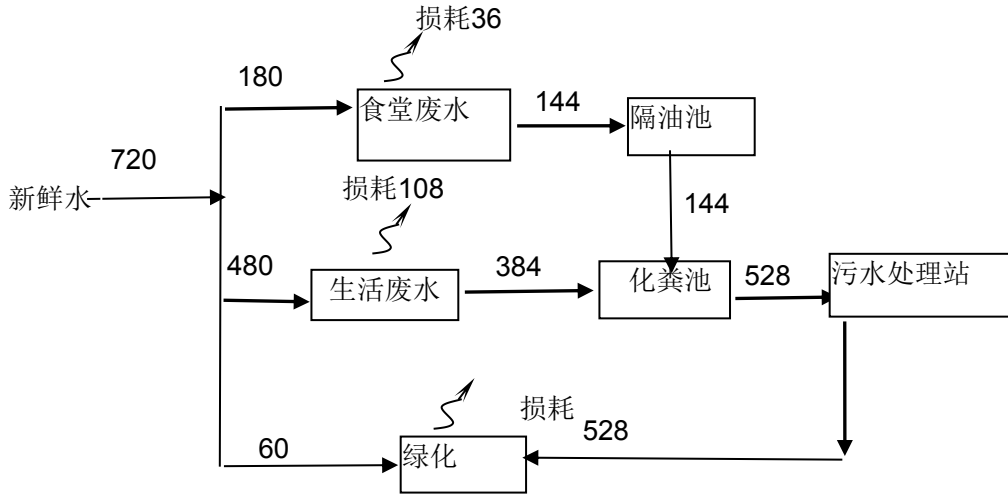 损耗36
180
食堂废水
144
隔油池
720
新鲜水
损耗108
144
480
生活废水
384
化粪池
528
污水处理站
损耗
528
60
绿化